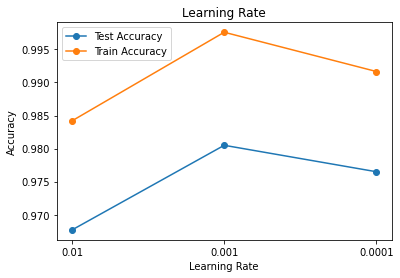 Learning Rate
Test Accuracy
Train Accuracy
0.995
0.990
0.985
0.980
0.975
0.970
Accuracy
0.01
0.001
0.0001
Learning Rate